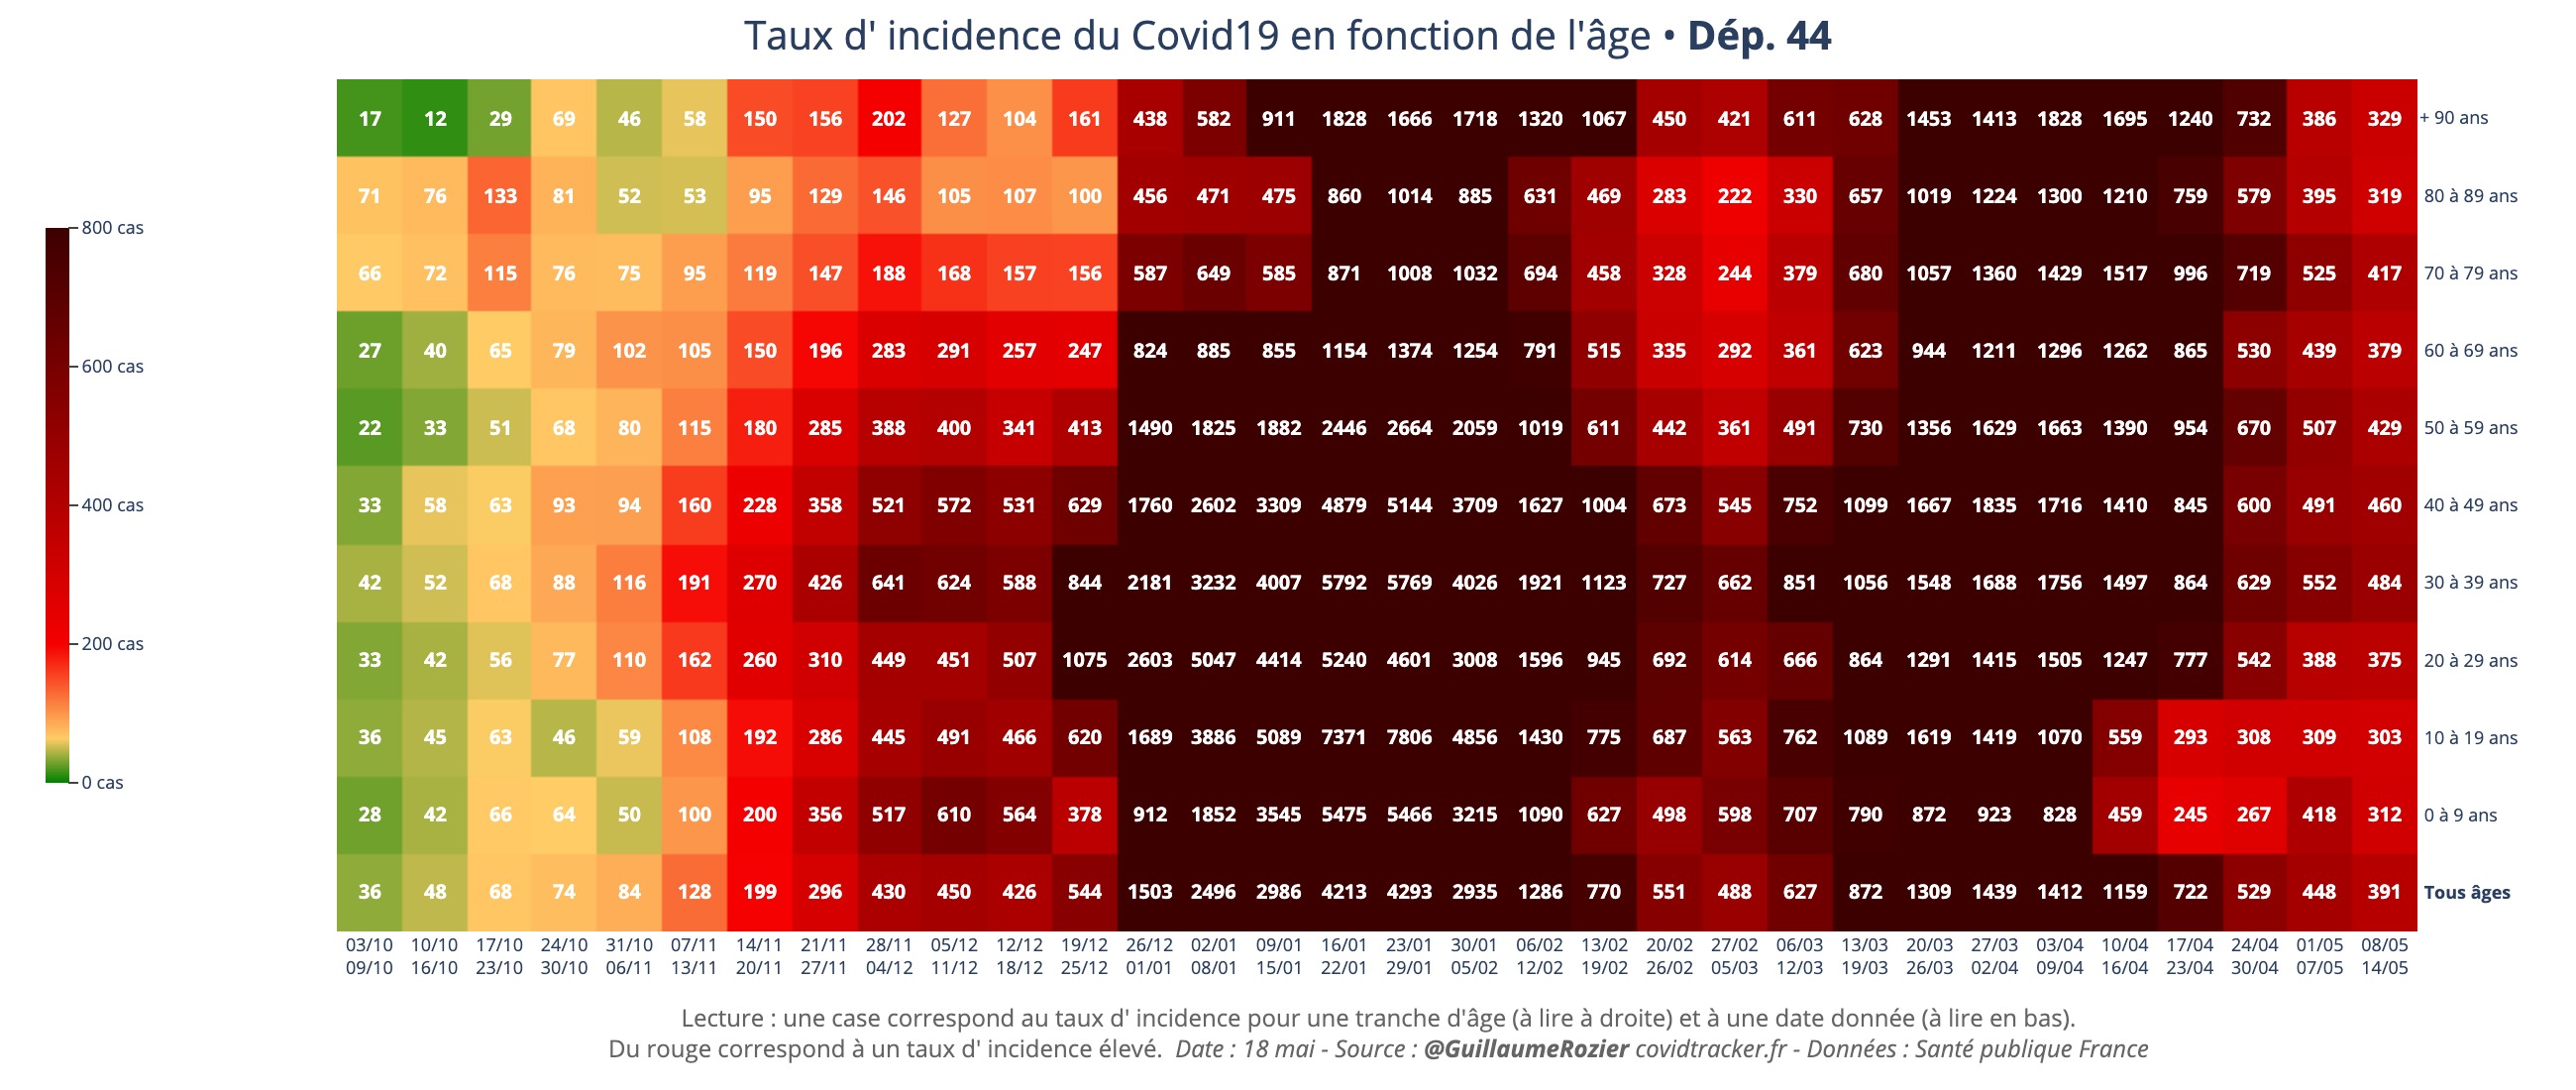 Taux d' incidence du Covid19 en fonction de l'âge • Dép. 44
800 cas
600 cas
400 cas
200 cas
0 cas
17 12 29 69 46 58 150 156 202 127 104 161 438 582 911 1828 1666 1718 1320 1067 450 421 611 628 1453 1413 1828 1695 1240 732 386 329 + 90 ans
71 76 133 81 52 53 95 129 146 105 107 100 456 471 475 860 1014 885 631 469 283 222 330 657 1019 1224 1300 1210 759 579 395 319 80 à 89 ans
66 72 115 76 75 95 119 147 188 168 157 156 587 649 585 871 1008 1032 694 458 328 244 379 680 1057 1360 1429 1517 996 719 525 417 70 à 79 ans
27 40 65 79 102 105 150 196 283 291 257 247 824 885 855 1154 1374 1254 791 515 335 292 361 623 944 1211 1296 1262 865 530 439 379 60 à 69 ans
22 33 51 68 80 115 180 285 388 400 341 413 1490 1825 1882 2446 2664 2059 1019 611 442 361 491 730 1356 1629 1663 1390 954 670 507 429 50 à 59 ans
33 58 63 93 94 160 228 358 521 572 531 629 1760 2602 3309 4879 5144 3709 1627 1004 673 545 752 1099 1667 1835 1716 1410 845 600 491 460 40 à 49 ans
42 52 68 88 116 191 270 426 641 624 588 844 2181 3232 4007 5792 5769 4026 1921 1123 727 662 851 1056 1548 1688 1756 1497 864 629 552 484 30 à 39 ans
33 42 56 77 110 162 260 310 449 451 507 1075 2603 5047 4414 5240 4601 3008 1596 945 692 614 666 864 1291 1415 1505 1247 777 542 388 375 20 à 29 ans
36 45 63 46 59 108 192 286 445 491 466 620 1689 3886 5089 7371 7806 4856 1430 775 687 563 762 1089 1619 1419 1070 559 293 308 309 303 10 à 19 ans
28 42 66 64 50 100 200 356 517 610 564 378 912 1852 3545 5475 5466 3215 1090 627 498 598 707 790 872 923 828 459 245 267 418 312 0 à 9 ans
36 48 68 74 84 128 199 296 430 450 426 544 1503 2496 2986 4213 4293 2935 1286 770 551 488 627 872 1309 1439 1412 1159 722 529 448 391 Tous âges
03/10 10/10 17/10 24/10 31/10 07/11 14/11 21/11 28/11 05/12 12/12 19/12 26/12 02/01 09/01 16/01 23/01 30/01 06/02 13/02 20/02 27/02 06/03 13/03 20/03 27/03 03/04 10/04 17/04 24/04 01/05 08/05
09/10 16/10 23/10 30/10 06/11 13/11 20/11 27/11 04/12 11/12 18/12 25/12 01/01 08/01 15/01 22/01 29/01 05/02 12/02 19/02 26/02 05/03 12/03 19/03 26/03 02/04 09/04 16/04 23/04 30/04 07/05 14/05
Lecture : une case correspond au taux d' incidence pour une tranche d'âge (à lire à droite) et à une date donnée (à lire en bas).
Du rouge correspond à un taux d' incidence élevé. Date : 18 mai - Source : @GuillaumeRozier covidtracker.fr - Données : Santé publique France